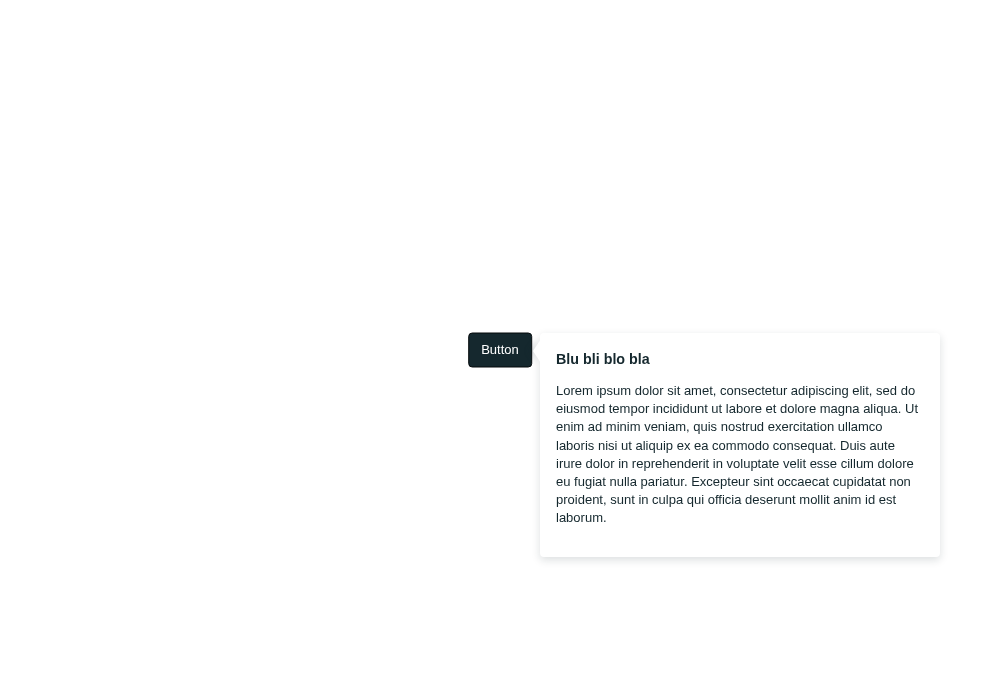 Button
Blu bli blo bla
Lorem ipsum dolor sit amet, consectetur adipiscing elit, sed do
eiusmod tempor incididunt ut labore et dolore magna aliqua. Ut
enim ad minim veniam, quis nostrud exercitation ullamco
laboris nisi ut aliquip ex ea commodo consequat. Duis aute
irure dolor in reprehenderit in voluptate velit esse cillum dolore
eu fugiat nulla pariatur. Excepteur sint occaecat cupidatat non
proident, sunt in culpa qui officia deserunt mollit anim id est
laborum.